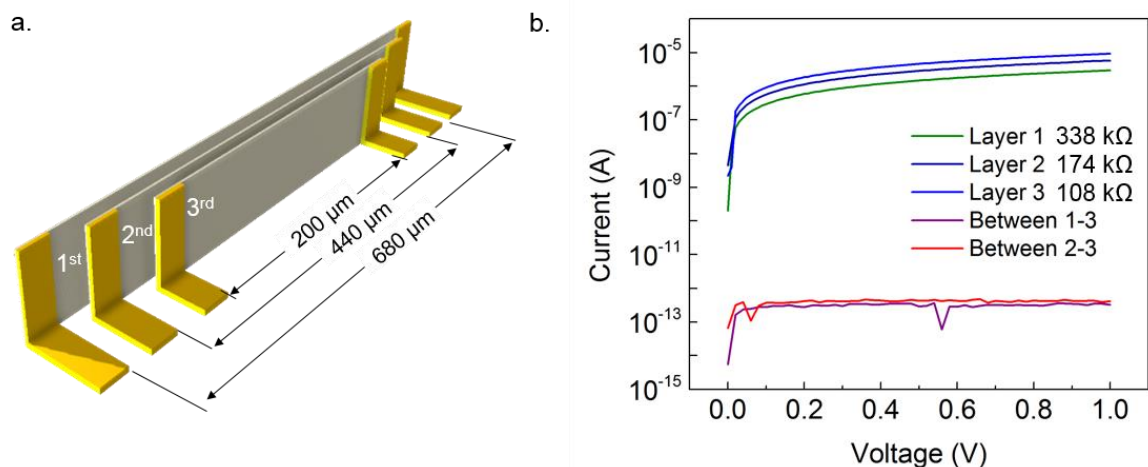 a.
1st
2nd
3rd
200 µm
440 µm
680 µm
b.
Current (A)
10-5
10-7
10-9
10-11
10-13
10-15
Layer 1 338 kΩ
Layer 2 174 kΩ
Layer 3 108 kΩ
Between 1-3
Between 2-3
0.0 0.2 0.4 0.6 0.8 1.0
Voltage (V)